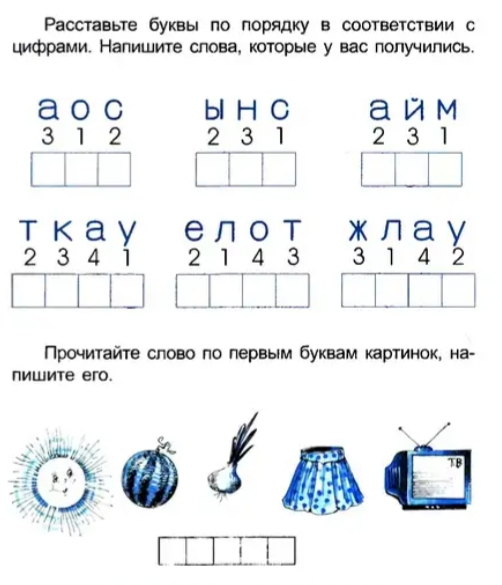 Расставьте буквы по порядку в соответствии с
цифрами. Напишите слова, которые у вас получились.
а о с ы н с а й м
3 1 2 2 3 1 2 3 1
т к а у е л о т ж л а у
2 3 4 1 2 1 4 3 3 1 4 2
Прочитайте слово по первым буквам картинок, на-
пишите его.
ТВ